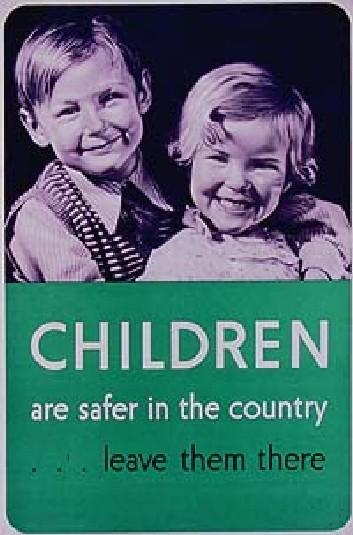 CHILDREN
are safer in the country
... leave them there